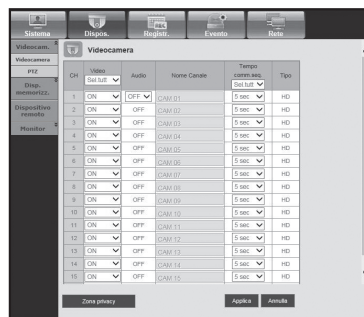 Sistema Dispos. Registr. Evento Rete
Videocam.
Videocamera
PTZ
Disp. memorizz.
Dispositivo remoto
Monitor
Videocamera
CH Video Audio Nome Canale Tempo comm.seq. Tipo
Sel.tutt Sel.tutt
1 ON OFF CAM 01 5 sec HD
2 ON OFF CAM 02 5 sec HD
3 ON OFF CAM 03 5 sec HD
4 ON OFF CAM 04 5 sec HD
5 ON OFF CAM 05 5 sec HD
6 ON OFF CAM 06 5 sec HD
7 ON OFF CAM 07 5 sec HD
8 ON OFF CAM 08 5 sec HD
9 ON OFF CAM 09 5 sec HD
10 ON OFF CAM 10 5 sec HD
11 ON OFF CAM 11 5 sec HD
12 ON OFF CAM 12 5 sec HD
13 ON OFF CAM 13 5 sec HD
14 ON OFF CAM 14 5 sec HD
15 ON OFF CAM 15 5 sec HD
Zona privacy Applica Annulla